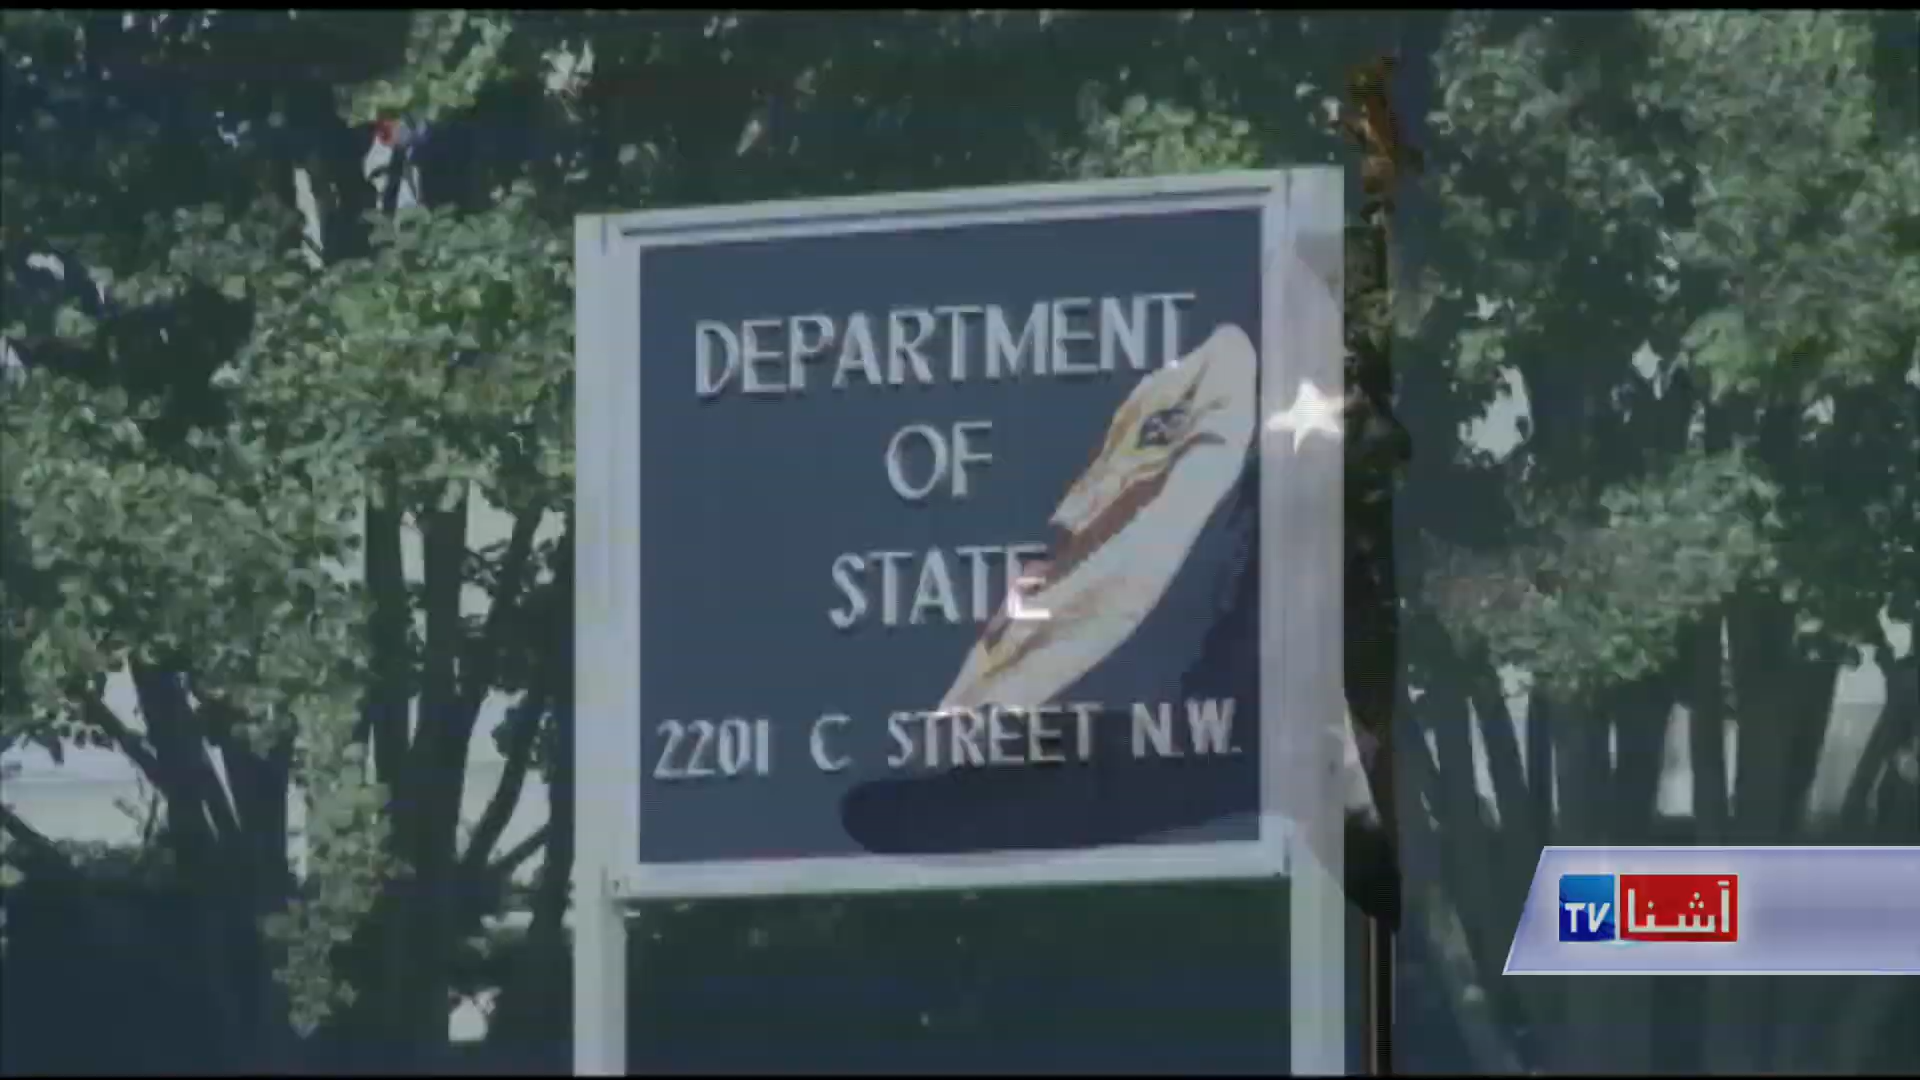 DEPARTMENT
OF
STATE
2201 C STREET N.W.
TV آشنا